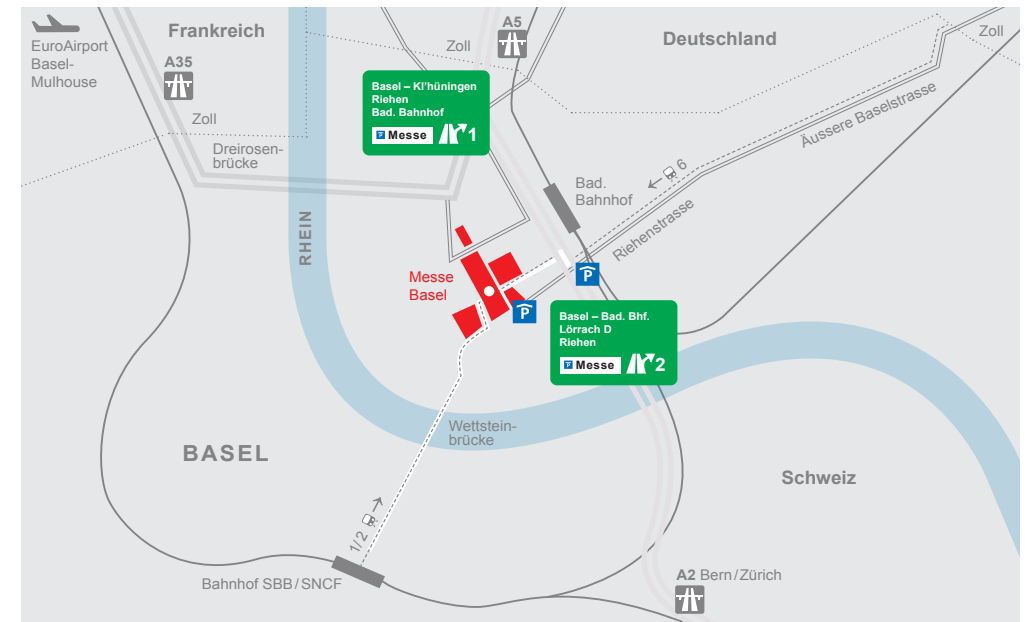 Frankreich
A5
Deutschland
Zoll
Zoll
EuroAirport
Basel-
Mulhouse
A35
Zoll
Basel – Kl'hüningen
Riehen
Bad. Bahnhof
P Messe 1
Dreirosen-
brücke
Äussere Baselstrasse
6
Bad.
Bahnhof
Riehenstrasse
RHEIN
Messe
Basel
P
P
Basel – Bad. Bhf.
Lörrach D
Riehen
P Messe 2
Wettstein-
brücke
BASEL
Schweiz
1/2
Bahnhof SBB/SNCF
A2 Bern/Zürich